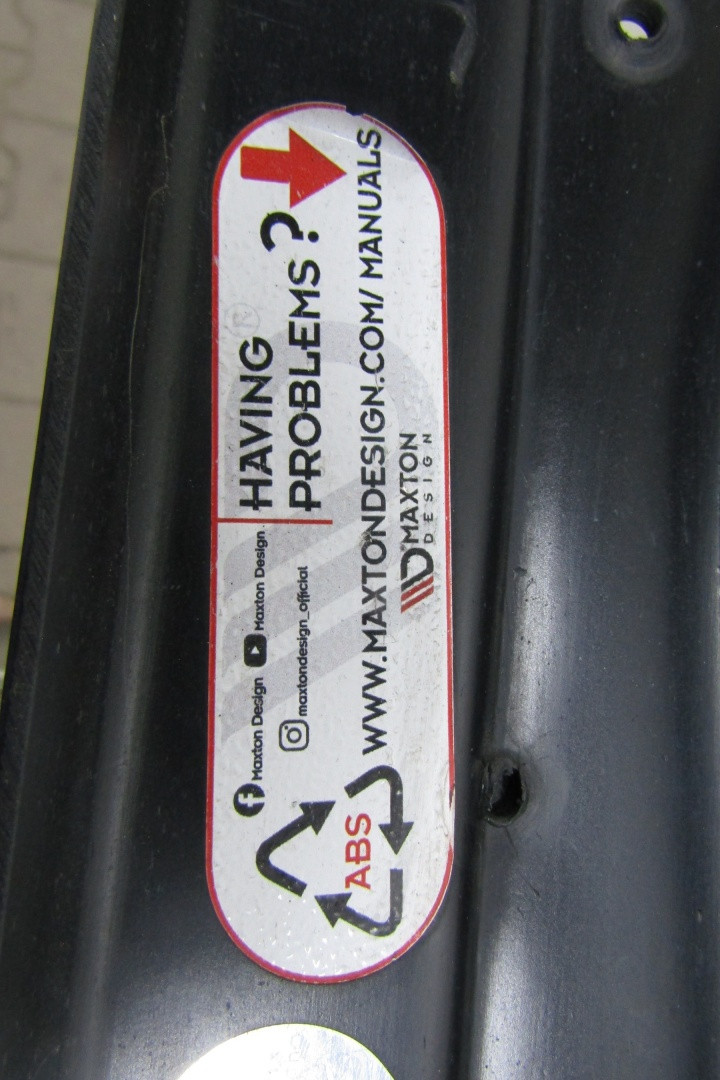 HAVING
PROBLEMS?
Maxton Design
Maxton Design
maxtondesign_official
ABS
WWW.MAXTONDESIGN.COM/ MANUALS
MAXTON
DESIGN